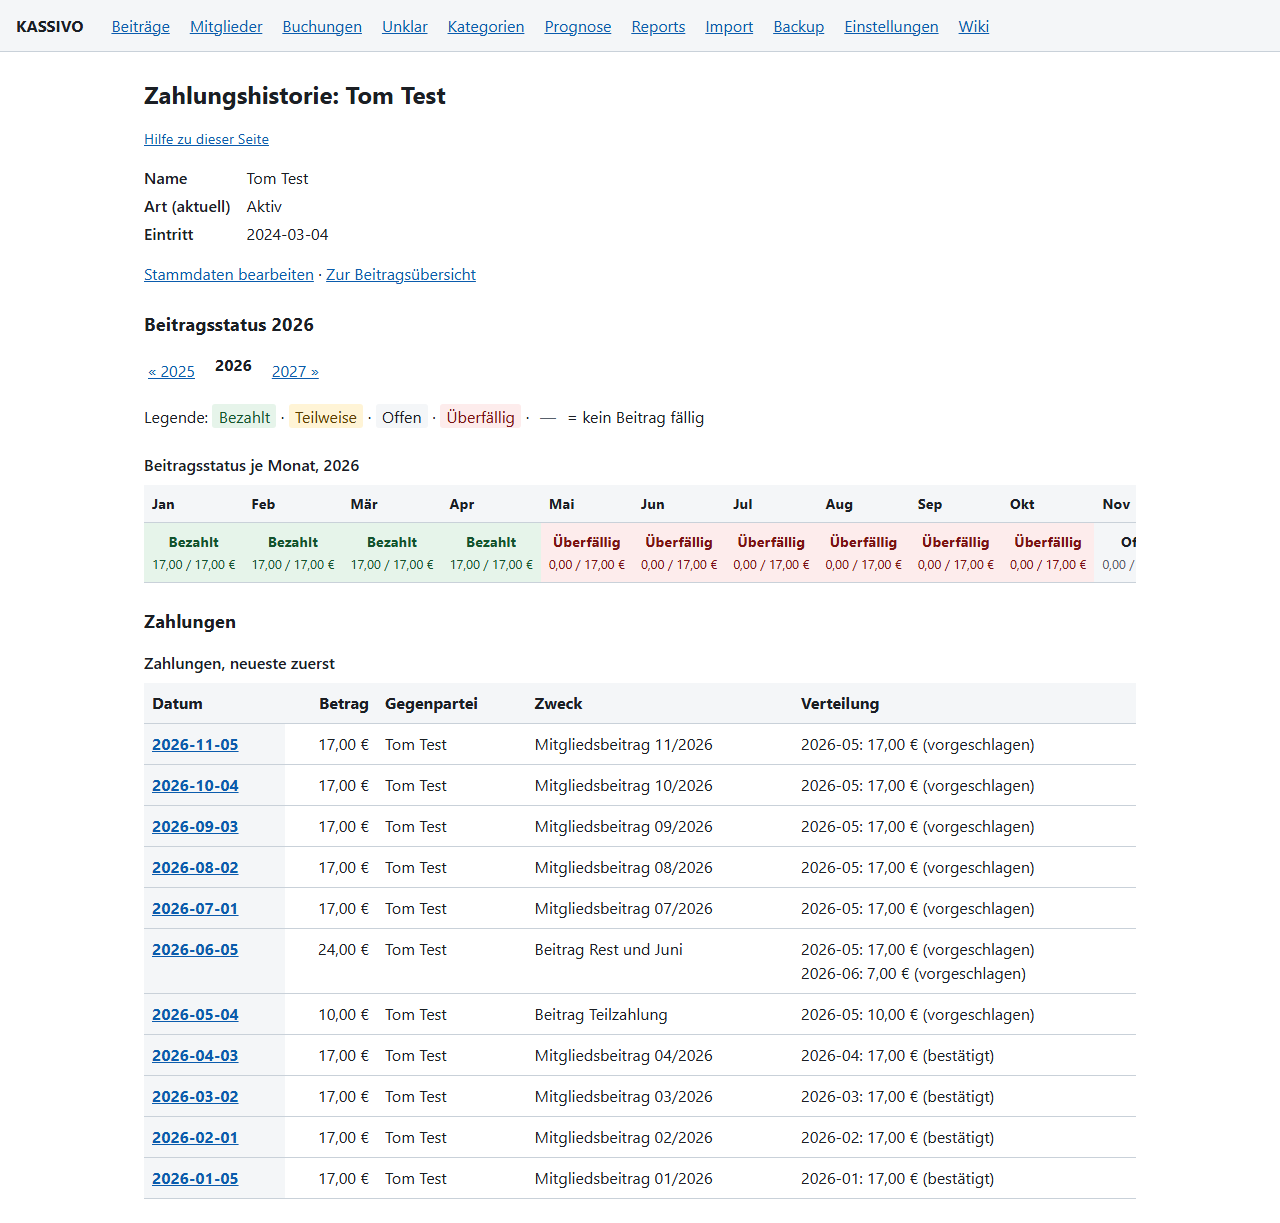 KASSIVO Beiträge Mitglieder Buchungen Unklar Kategorien Prognose Reports Import Backup Einstellungen Wiki
Zahlungshistorie: Tom Test
Hilfe zu dieser Seite
Name Tom Test
Art (aktuell) Aktiv
Eintritt 2024-03-04
Stammdaten bearbeiten · Zur Beitragsübersicht
Beitragsstatus 2026
« 2025 2026 2027 »
Legende: Bezahlt · Teilweise · Offen · Überfällig · — = kein Beitrag fällig
Beitragsstatus je Monat, 2026
Jan Feb Mär Apr Mai Jun Jul Aug Sep Okt Nov
Bezahlt Bezahlt Bezahlt Bezahlt Überfällig Überfällig Überfällig Überfällig Überfällig Überfällig Of
17,00 / 17,00 € 17,00 / 17,00 € 17,00 / 17,00 € 17,00 / 17,00 € 0,00 / 17,00 € 0,00 / 17,00 € 0,00 / 17,00 € 0,00 / 17,00 € 0,00 / 17,00 € 0,00 / 17,00 € 0,00 /
Zahlungen
Zahlungen, neueste zuerst
Datum Betrag Gegenpartei Zweck Verteilung
2026-11-05 17,00 € Tom Test Mitgliedsbeitrag 11/2026 2026-05: 17,00 € (vorgeschlagen)
2026-10-04 17,00 € Tom Test Mitgliedsbeitrag 10/2026 2026-05: 17,00 € (vorgeschlagen)
2026-09-03 17,00 € Tom Test Mitgliedsbeitrag 09/2026 2026-05: 17,00 € (vorgeschlagen)
2026-08-02 17,00 € Tom Test Mitgliedsbeitrag 08/2026 2026-05: 17,00 € (vorgeschlagen)
2026-07-01 17,00 € Tom Test Mitgliedsbeitrag 07/2026 2026-05: 17,00 € (vorgeschlagen)
2026-06-05 24,00 € Tom Test Beitrag Rest und Juni 2026-05: 17,00 € (vorgeschlagen)
2026-06: 7,00 € (vorgeschlagen)
2026-05-04 10,00 € Tom Test Beitrag Teilzahlung 2026-05: 10,00 € (vorgeschlagen)
2026-04-03 17,00 € Tom Test Mitgliedsbeitrag 04/2026 2026-04: 17,00 € (bestätigt)
2026-03-02 17,00 € Tom Test Mitgliedsbeitrag 03/2026 2026-03: 17,00 € (bestätigt)
2026-02-01 17,00 € Tom Test Mitgliedsbeitrag 02/2026 2026-02: 17,00 € (bestätigt)
2026-01-05 17,00 € Tom Test Mitgliedsbeitrag 01/2026 2026-01: 17,00 € (bestätigt)